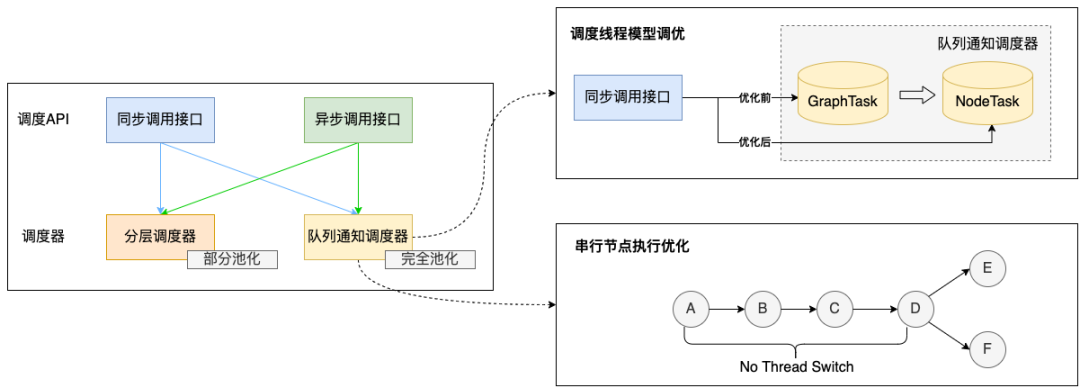 调度API
同步调用接口
异步调用接口
调度器
分层调度器
部分池化
队列通知调度器
完全池化
调度线程模型调优
队列通知调度器
同步调用接口
优化前
GraphTask
NodeTask
优化后
串行节点执行优化
A
B
C
D
E
F
No Thread Switch